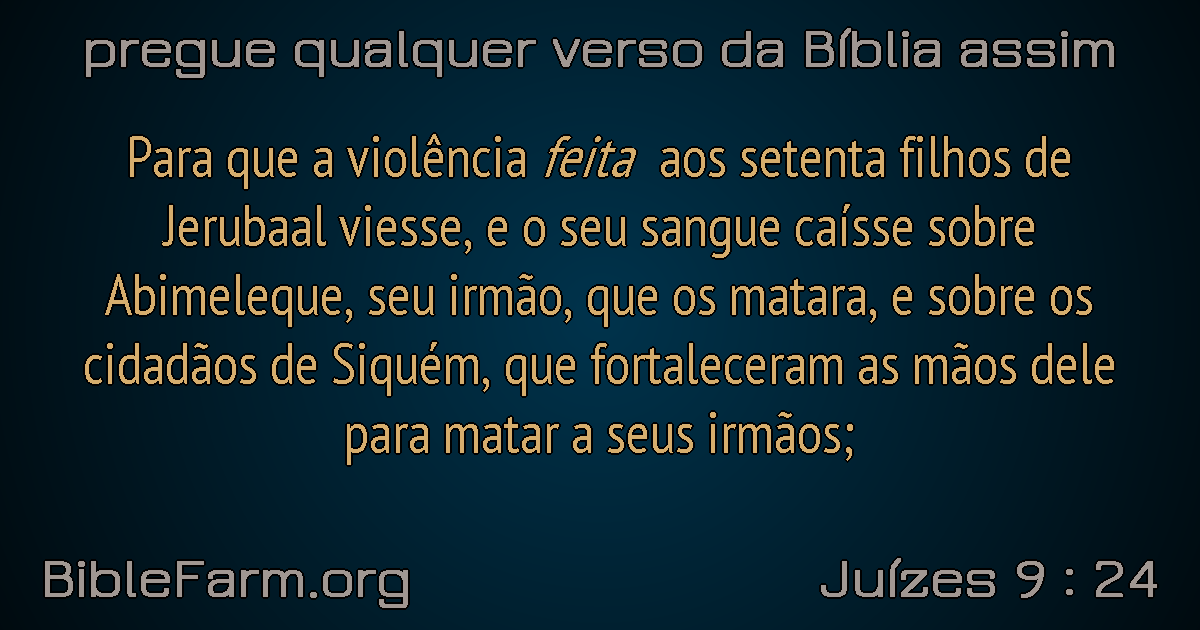 pregue qualquer verso da Bíblia assim
Para que a violência feita aos setenta filhos de
Jerubaal viesse, e o seu sangue caísse sobre
Abimeleque, seu irmão, que os matara, e sobre os
cidadãos de Siquém, que fortaleceram as mãos dele
para matar a seus irmãos;
BibleFarm.org
Juízes 9 : 24